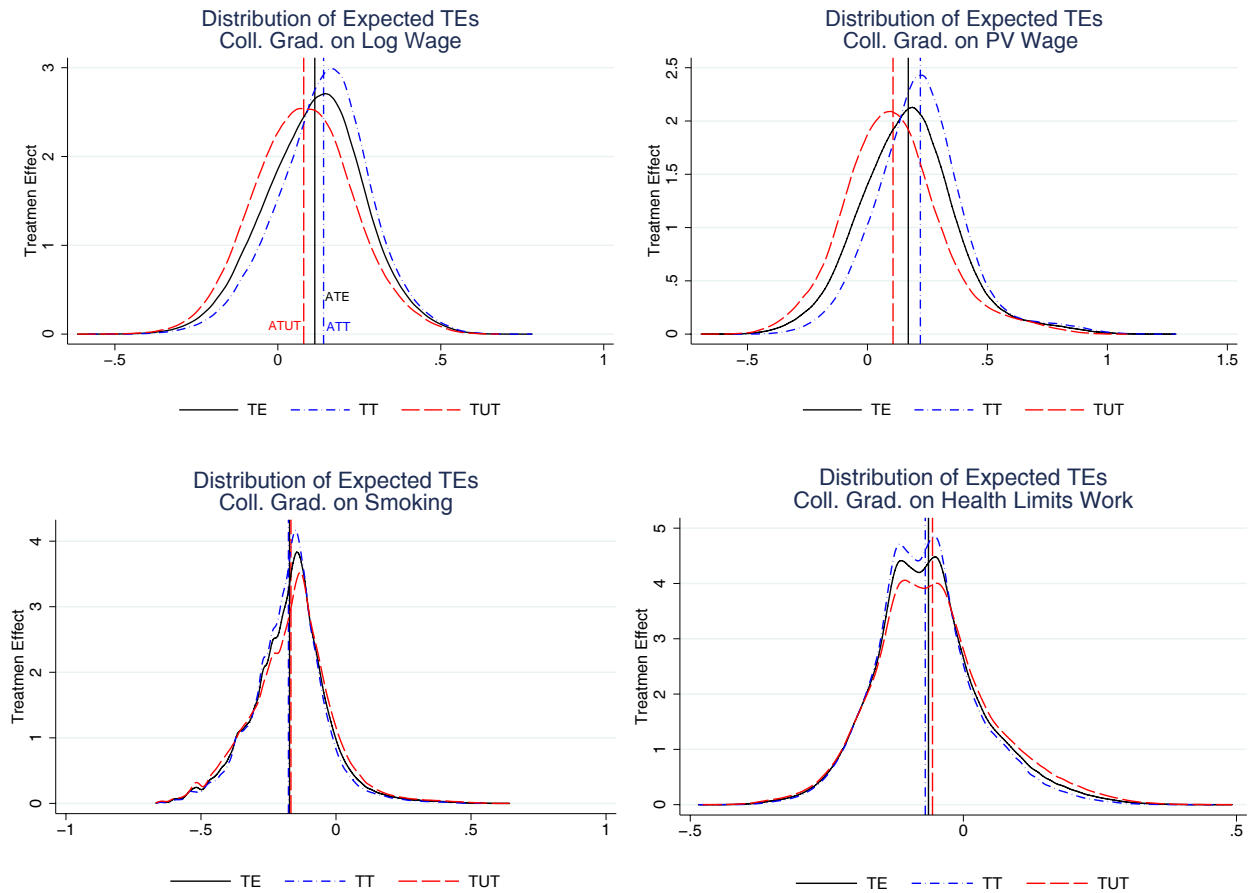 Distribution of Expected TEs
Coll. Grad. on Log Wage
Treatmen Effect
3
2
1
0
ATE
ATUT
ATT
-.5
0
.5
1
TE
TT
TUT
Distribution of Expected TEs
Coll. Grad. on PV Wage
Treatmen Effect
2.5
2
1.5
1
.5
0
-.5
0
.5
1
1.5
TE
TT
TUT
Distribution of Expected TEs
Coll. Grad. on Smoking
Treatmen Effect
4
3
2
1
0
-1
-.5
0
.5
1
TE
TT
TUT
Distribution of Expected TEs
Coll. Grad. on Health Limits Work
Treatmen Effect
5
4
3
2
1
0
-.5
0
.5
TE
TT
TUT